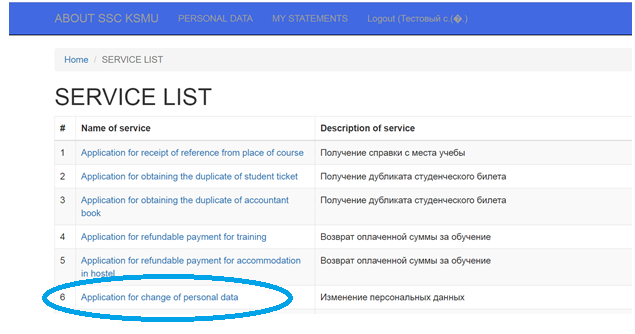 ABOUT SSC KSMU PERSONAL DATA MY STATEMENTS Logout (Тестовый с.(�.)
Home / SERVICE LIST
SERVICE LIST
# Name of service Description of service
1 Application for receipt of reference from place of course Получение справки с места учебы
2 Application for obtaining the duplicate of student ticket Получение дубликата студенческого билета
3 Application for obtaining the duplicate of accountant Получение дубликата студенческого билета
book
4 Application for refundable payment for training Возврат оплаченной суммы за обучение
5 Application for refundable payment for accommodation Возврат оплаченной суммы за обучение
in hostel
6 Application for change of personal data Изменение персональных данных